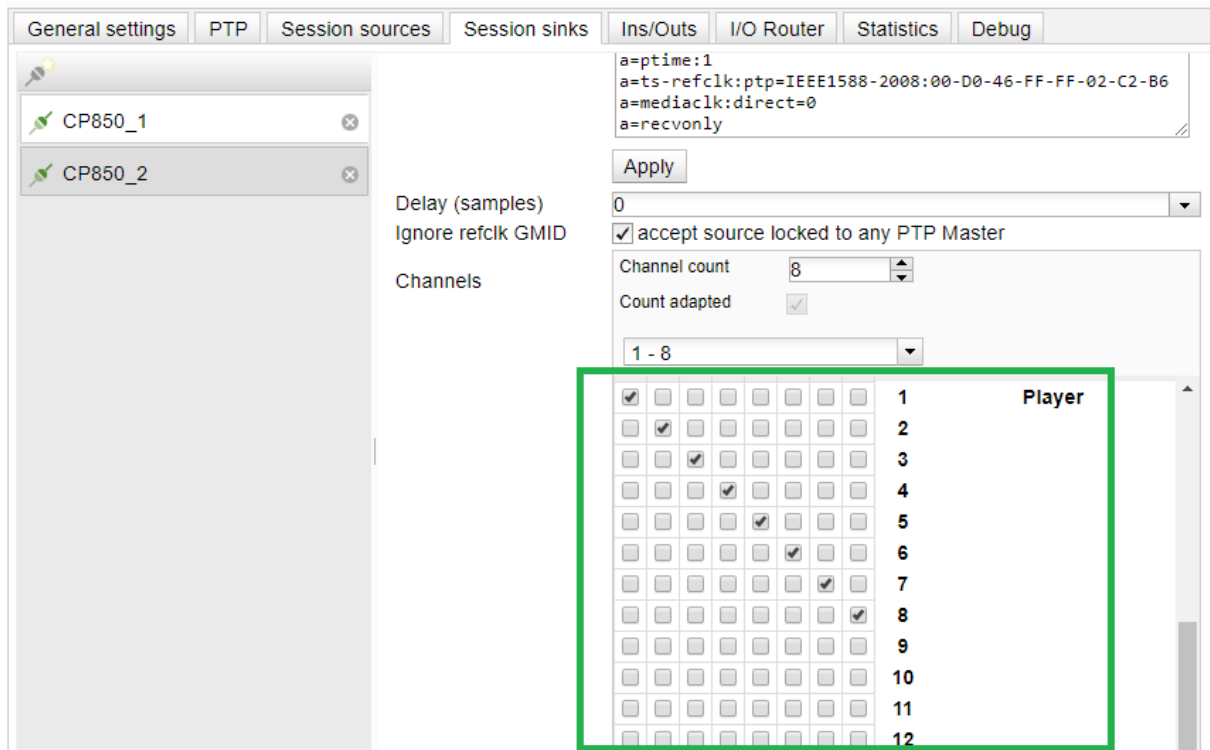 General settings PTP Session sources Session sinks Ins/Outs I/O Router Statistics Debug
CP850_1
CP850_2
a=ptime:1
a=ts-refclk:ptp=IEEE1588-2008:00-D0-46-FF-FF-02-C2-B6
a=mediaclk:direct=0
a=recvonly
Apply
Delay (samples) 0
Ignore refclk GMID accept source locked to any PTP Master
Channels
Channel count 8
Count adapted
1 - 8
1 Player
2
3
4
5
6
7
8
9
10
11
12